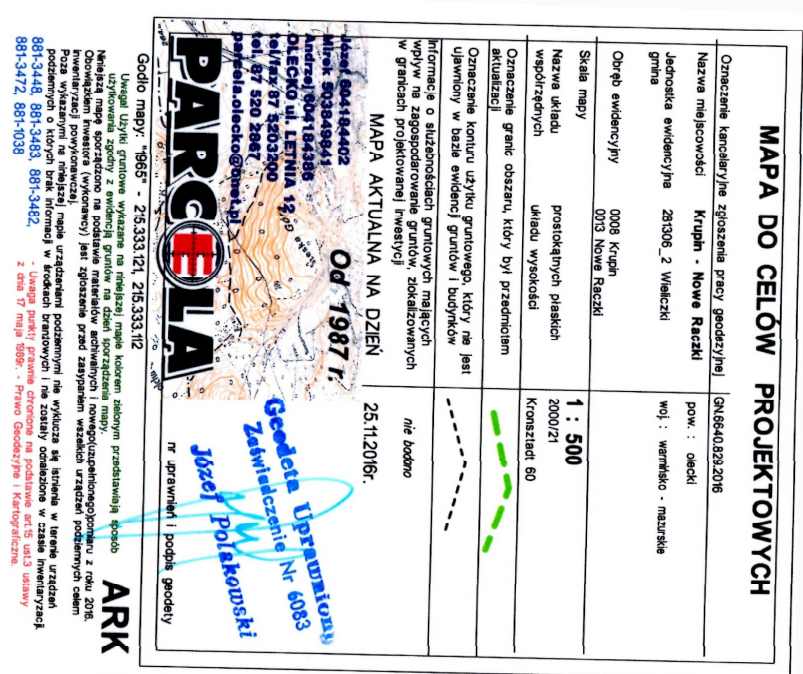 MAPA DO CELÓW PROJEKTOWYCH
Oznaczenie kancelaryjne zgłoszenia pracy geodezyjnej GN.6640.829.2016
Nazwa miejscowości Krupin - Nowe Raczki pow. : olecki
Jednostka ewidencyjna 281306_2 Wieliczki woj : warmińsko - mazurskie
gmina
Obręb ewidencyjny 0008 Krupin
0013 Nowe Raczki
Skala mapy 1 : 500
Nazwa układu prostokątnych płaskich 2000/21
współrzędnych układu wysokości Kronsztadt 60
Oznaczenie granic obszaru, który był przedmiotem
aktualizacji
Oznaczenie konturu użytku gruntowego, który nie jest
ujawniony w bazie ewidencj gruntów i budynków
Informacje o służebnościach gruntowych mających
wpływ na zagospodarowanie gruntów, zlokalizowanych
w granicach projektowanej inwestycji
nie badano
MAPA AKTUALNA NA DZIEŃ 25.11.2016r.
Józef 604184402
Mirek 503849841
Andrzej 604184386
OLECKO ul. LETNIA 12
tel/fax. 87 5203200
tel. 87 520 2867
parcela.olecko@onet.pl
Od 1987 r.
PARCELA
Geodeta Uprawniony
Zaświadczenie Nr 6083
Józef Polakowski
nr uprawnień i podpis geodety
Godło mapy: "1965" - 215.333.121, 215.333.112
ARK
Uwaga! Użytki gruntowe wykazane na niniejszej mapie kolorem zielonym przedstawiają sposób
użytkowania zgodny z ewidencją gruntów na dzień sporządzenia mapy.
Niniejszą mapę sporządzono na podstawie materiałów archiwalnych i nowego(uzupełnionego)pomiaru z roku 2016.
Obowiązkiem inwestora (wykonawcy) jest zgłoszenie przed zasypaniem wszelkich urządzeń podziemnych celem
inwentaryzacji powykonawczej.
Poza wykazanymi na niniejszej mapie urządzeniami podziemnymi nie wyklucza się istnienia w terenie urządzeń
podziemnych o których brak informacji w środkach branżowych i nie zostały odnalezione w czasie inwentaryzacji.
- Uwaga punkty prawnie chronione na podstawie art.15 ust.3 ustawy
z dnia 17 maja 1989r. - Prawo Geodezyjne i Kartograficzne.
881-3448, 881-3483, 881-3482,
881-3472, 881-1038